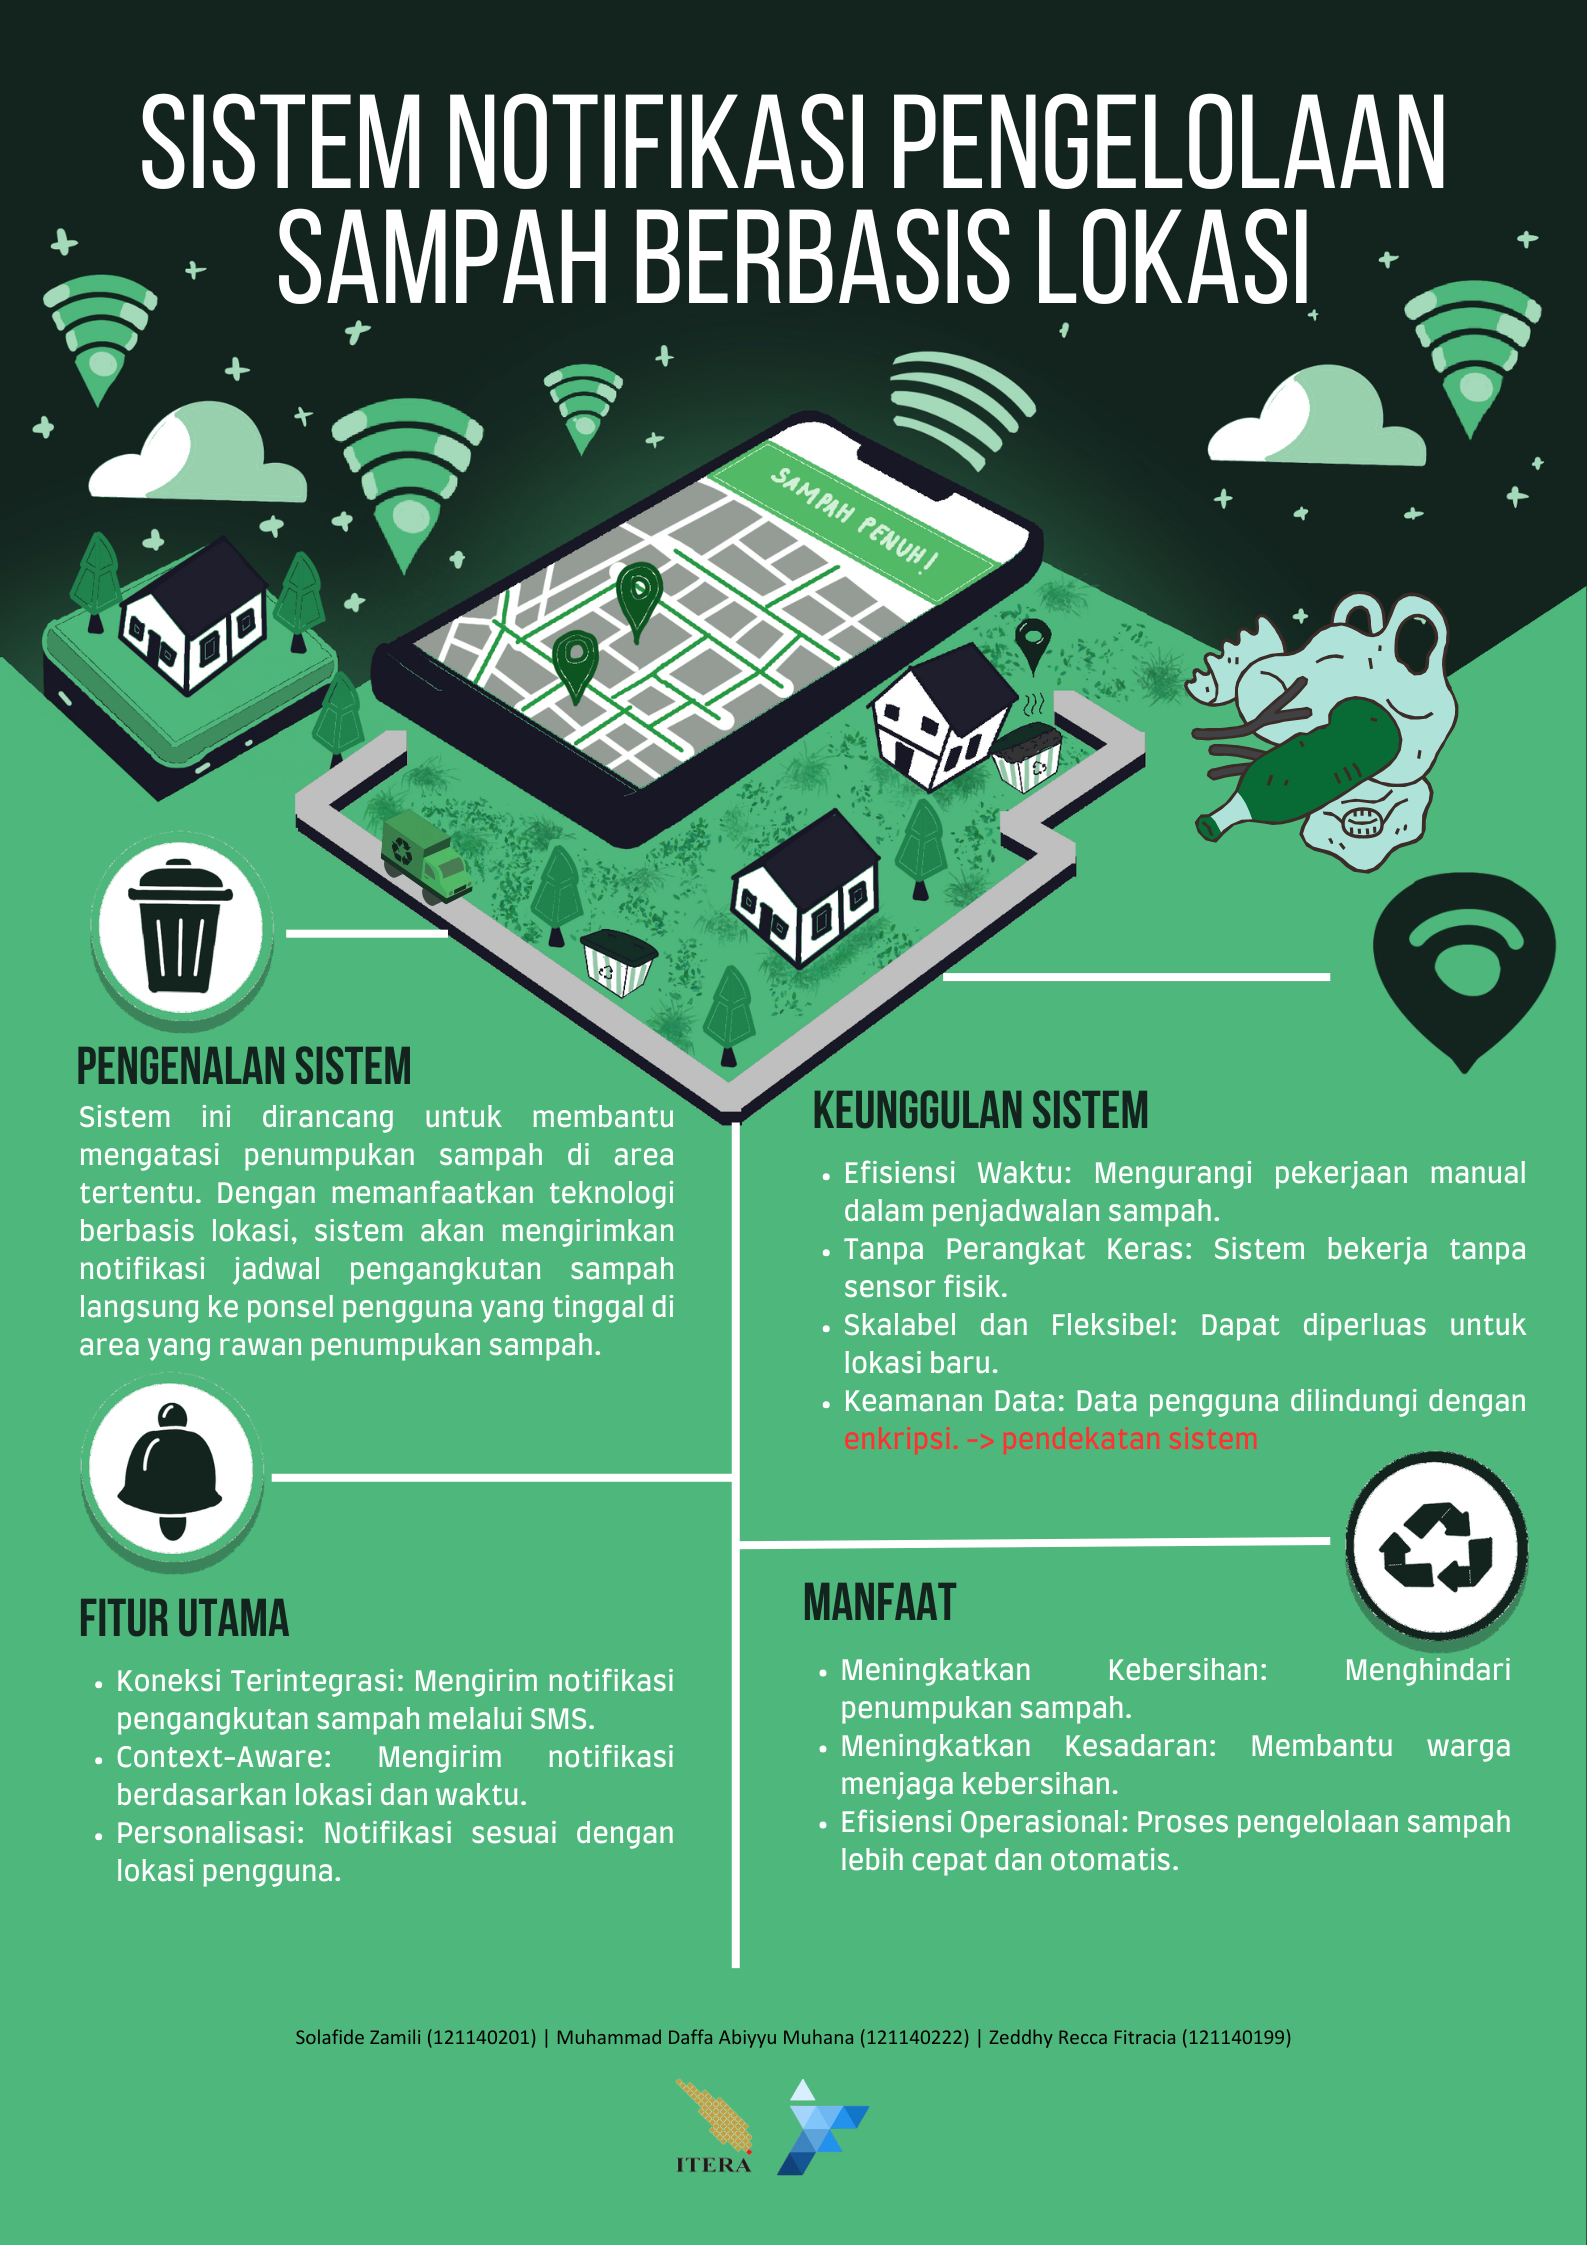 SISTEM NOTIFIKASI PENGELOLAAN
SAMPAH BERBASIS LOKASI
SAMPAH PENUH!
PENGENALAN SISTEM
Sistem ini dirancang untuk membantu
mengatasi penumpukan sampah di area
tertentu. Dengan memanfaatkan teknologi
berbasis lokasi, sistem akan mengirimkan
notifikasi jadwal pengangkutan sampah
langsung ke ponsel pengguna yang tinggal di
area yang rawan penumpukan sampah.
FITUR UTAMA
• Koneksi Terintegrasi: Mengirim notifikasi
pengangkutan sampah melalui SMS.
• Context-Aware: Mengirim notifikasi
berdasarkan lokasi dan waktu.
• Personalisasi: Notifikasi sesuai dengan
lokasi pengguna.
KEUNGGULAN SISTEM
• Efisiensi Waktu: Mengurangi pekerjaan manual
dalam penjadwalan sampah.
• Tanpa Perangkat Keras: Sistem bekerja tanpa
sensor fisik.
• Skalabel dan Fleksibel: Dapat diperluas untuk
lokasi baru.
• Keamanan Data: Data pengguna dilindungi dengan
enkripsi. -> pendekatan sistem
MANFAAT
• Meningkatkan Kebersihan: Menghindari
penumpukan sampah.
• Meningkatkan Kesadaran: Membantu warga
menjaga kebersihan.
• Efisiensi Operasional: Proses pengelolaan sampah
lebih cepat dan otomatis.
Solafide Zamili (121140201) | Muhammad Daffa Abiyyu Muhana (121140222) | Zeddhy Recca Fitracia (121140199)
ITERA